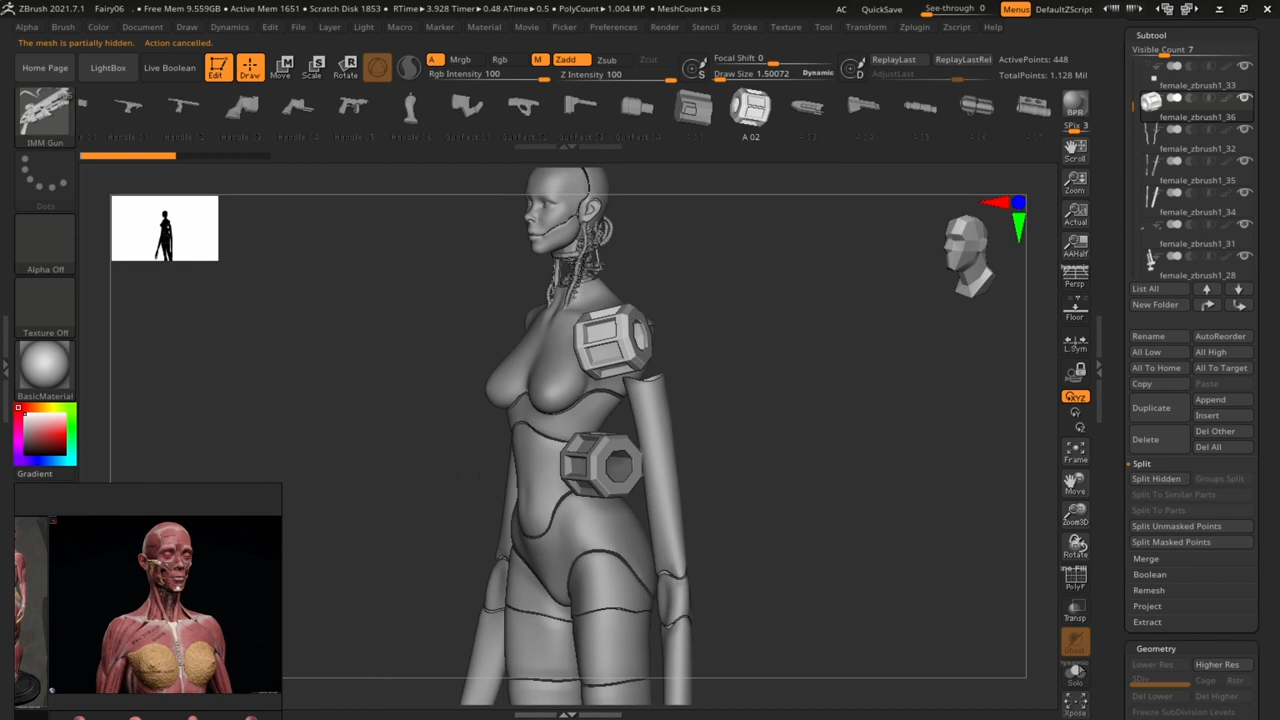 ZBrush 2021.7.1 Fairy06 • Free Mem 9.559GB • Active Mem 1651 • Scratch Disk 1853 • RTime▸3.928 Timer▸0.48 ATime▸0.5 • PolyCount▸1.004 MP • MeshCount▸63 AC QuickSave See-through 0 Menus DefaultZScript
Alpha Brush Color Document Draw Dynamics Edit File Layer Light Macro Marker Material Movie Picker Preferences Render Stencil Stroke Texture Tool Transform Zplugin Zscript Help
The mesh is partially hidden. Action cancelled.
Home Page LightBox Live Boolean Edit Draw Move Scale Rotate A Mrgb Rgb M Zadd Zsub Zcut
Rgb Intensity 100 Z Intensity 100
Focal Shift 0
Draw Size 1.50072 Dynamic
ReplayLast ReplayLastRel ActivePoints: 448
AdjustLast TotalPoints: 1.128 Mil
S D
IMM Gun
A 02
Dots
Alpha Off
Texture Off
BasicMaterial
Gradient
BPR
SPix 3
Scroll
Zoom
Actual
AAHalf
Dynamic
Persp
Floor
L.Sym
XYZ
Y
Z
Frame
Move
Zoom3D
Rotate
PolyF
Transp
Ghost
Dynamic
Solo
Xpose
Subtool
Visible Count 7
female_zbrush1_33
female_zbrush1_36
female_zbrush1_32
female_zbrush1_35
female_zbrush1_34
female_zbrush1_31
female_zbrush1_28
List All
New Folder
Rename AutoReorder
All Low All High
All To Home All To Target
Copy Paste
Duplicate Append
Insert
Delete Del Other
Del All
Split
Split Hidden Groups Split
Split To Similar Parts
Split To Parts
Split Unmasked Points
Split Masked Points
Merge
Boolean
Remesh
Project
Extract
Geometry
Lower Res Higher Res
SDiv Cage Rstr
Del Lower Del Higher
Freeze SubDivision Levels